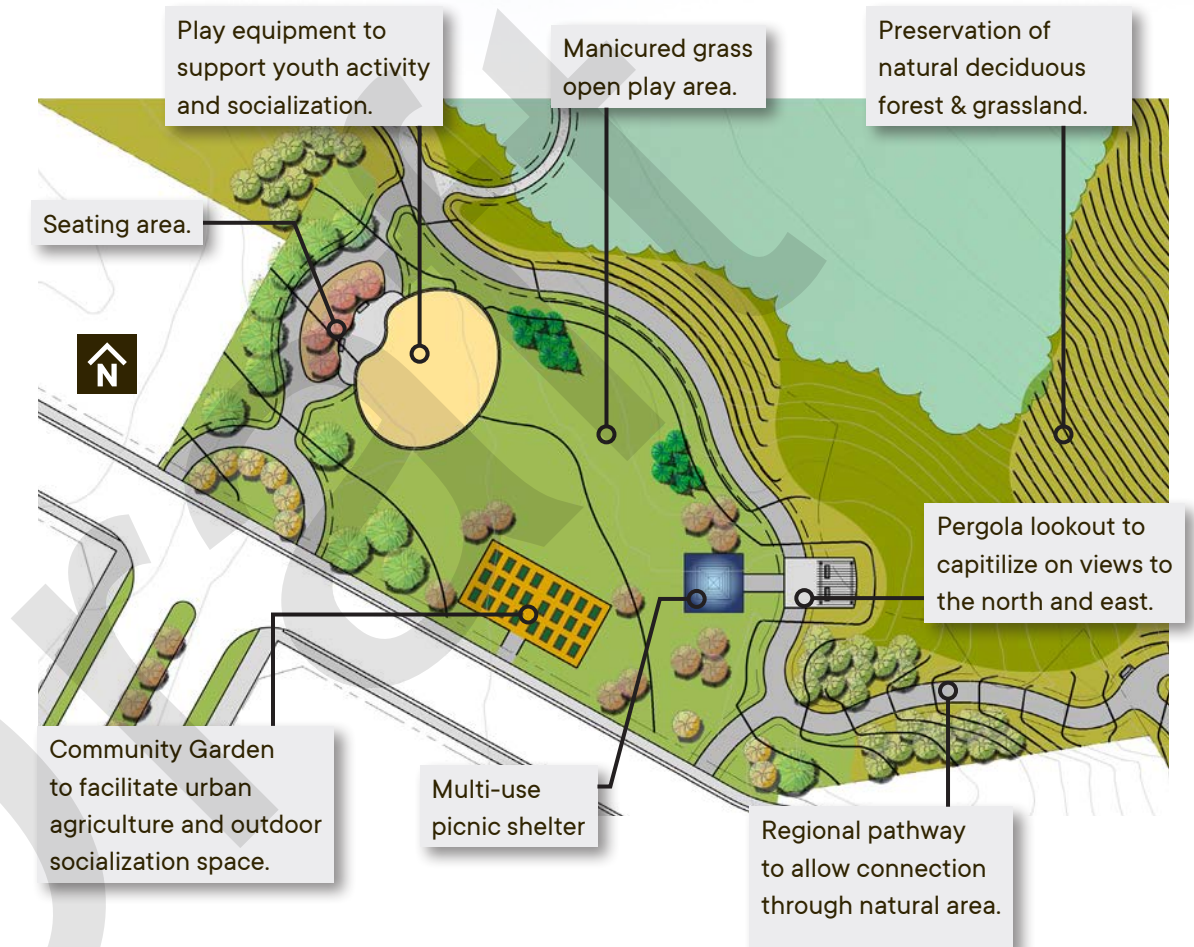 Play equipment to
support youth activity
and socialization.
Manicured grass
open play area.
Preservation of
natural deciduous
forest & grassland.
Seating area.
N
Pergola lookout to
capitilize on views to
the north and east.
Community Garden
to facilitate urban
agriculture and outdoor
socialization space.
Multi-use
picnic shelter
Regional pathway
to allow connection
through natural area.
Draft